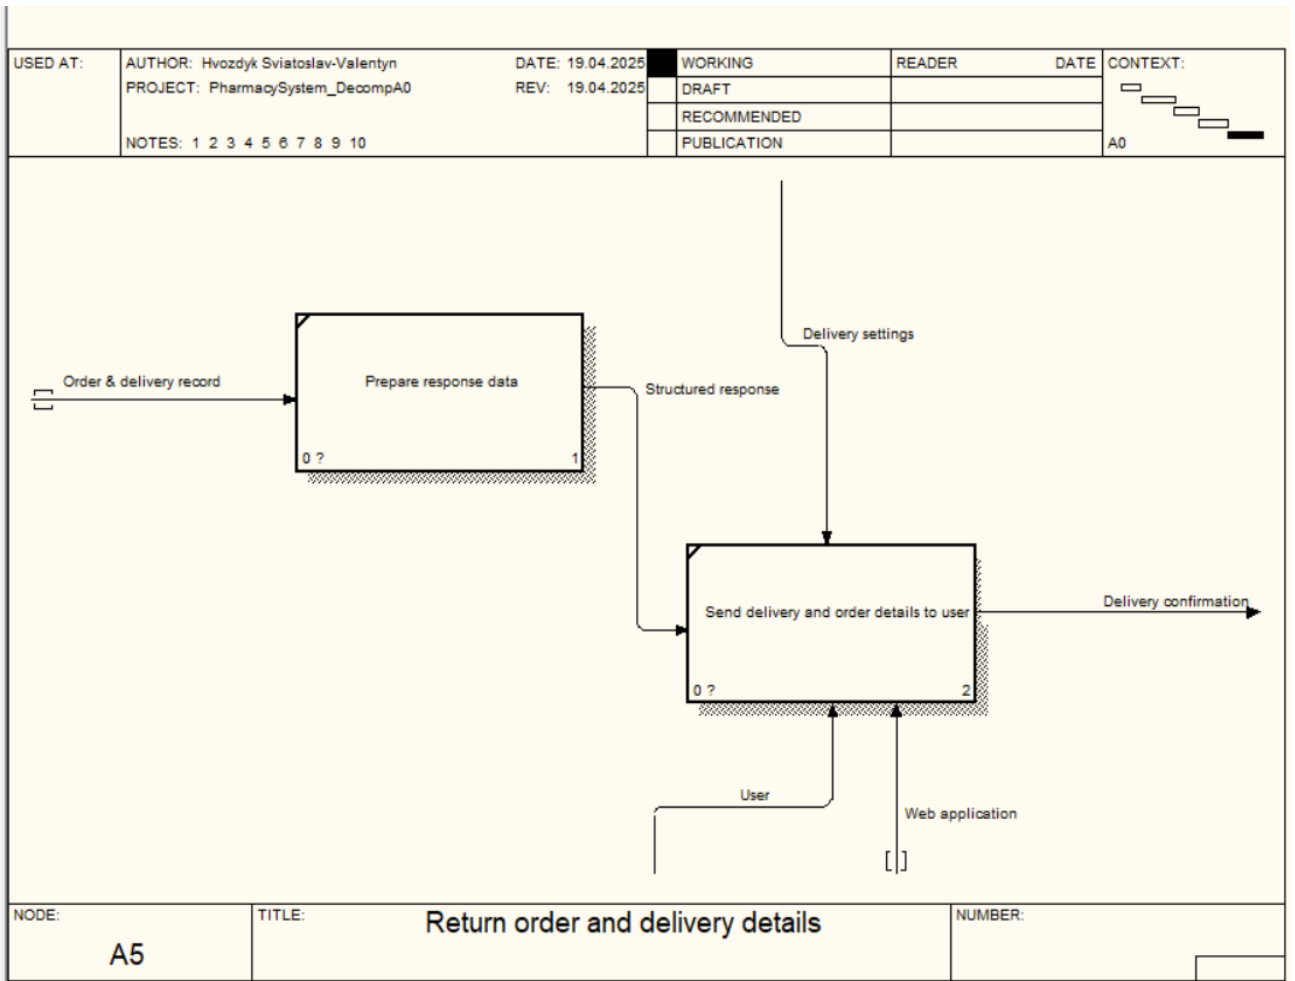 USED AT:
AUTHOR: Hvozdyk Sviatoslav-Valentyn
DATE: 19.04.2025
PROJECT: PharmacySystem_DecompA0
REV: 19.04.2025
NOTES: 1 2 3 4 5 6 7 8 9 10
WORKING
DRAFT
RECOMMENDED
PUBLICATION
READER
DATE
CONTEXT:
A0
Delivery settings
Order & delivery record
Prepare response data
0 ?
1
Structured response
Send delivery and order details to user
0 ?
2
Delivery confirmation
User
Web application
NODE:
A5
TITLE:
Return order and delivery details
NUMBER: